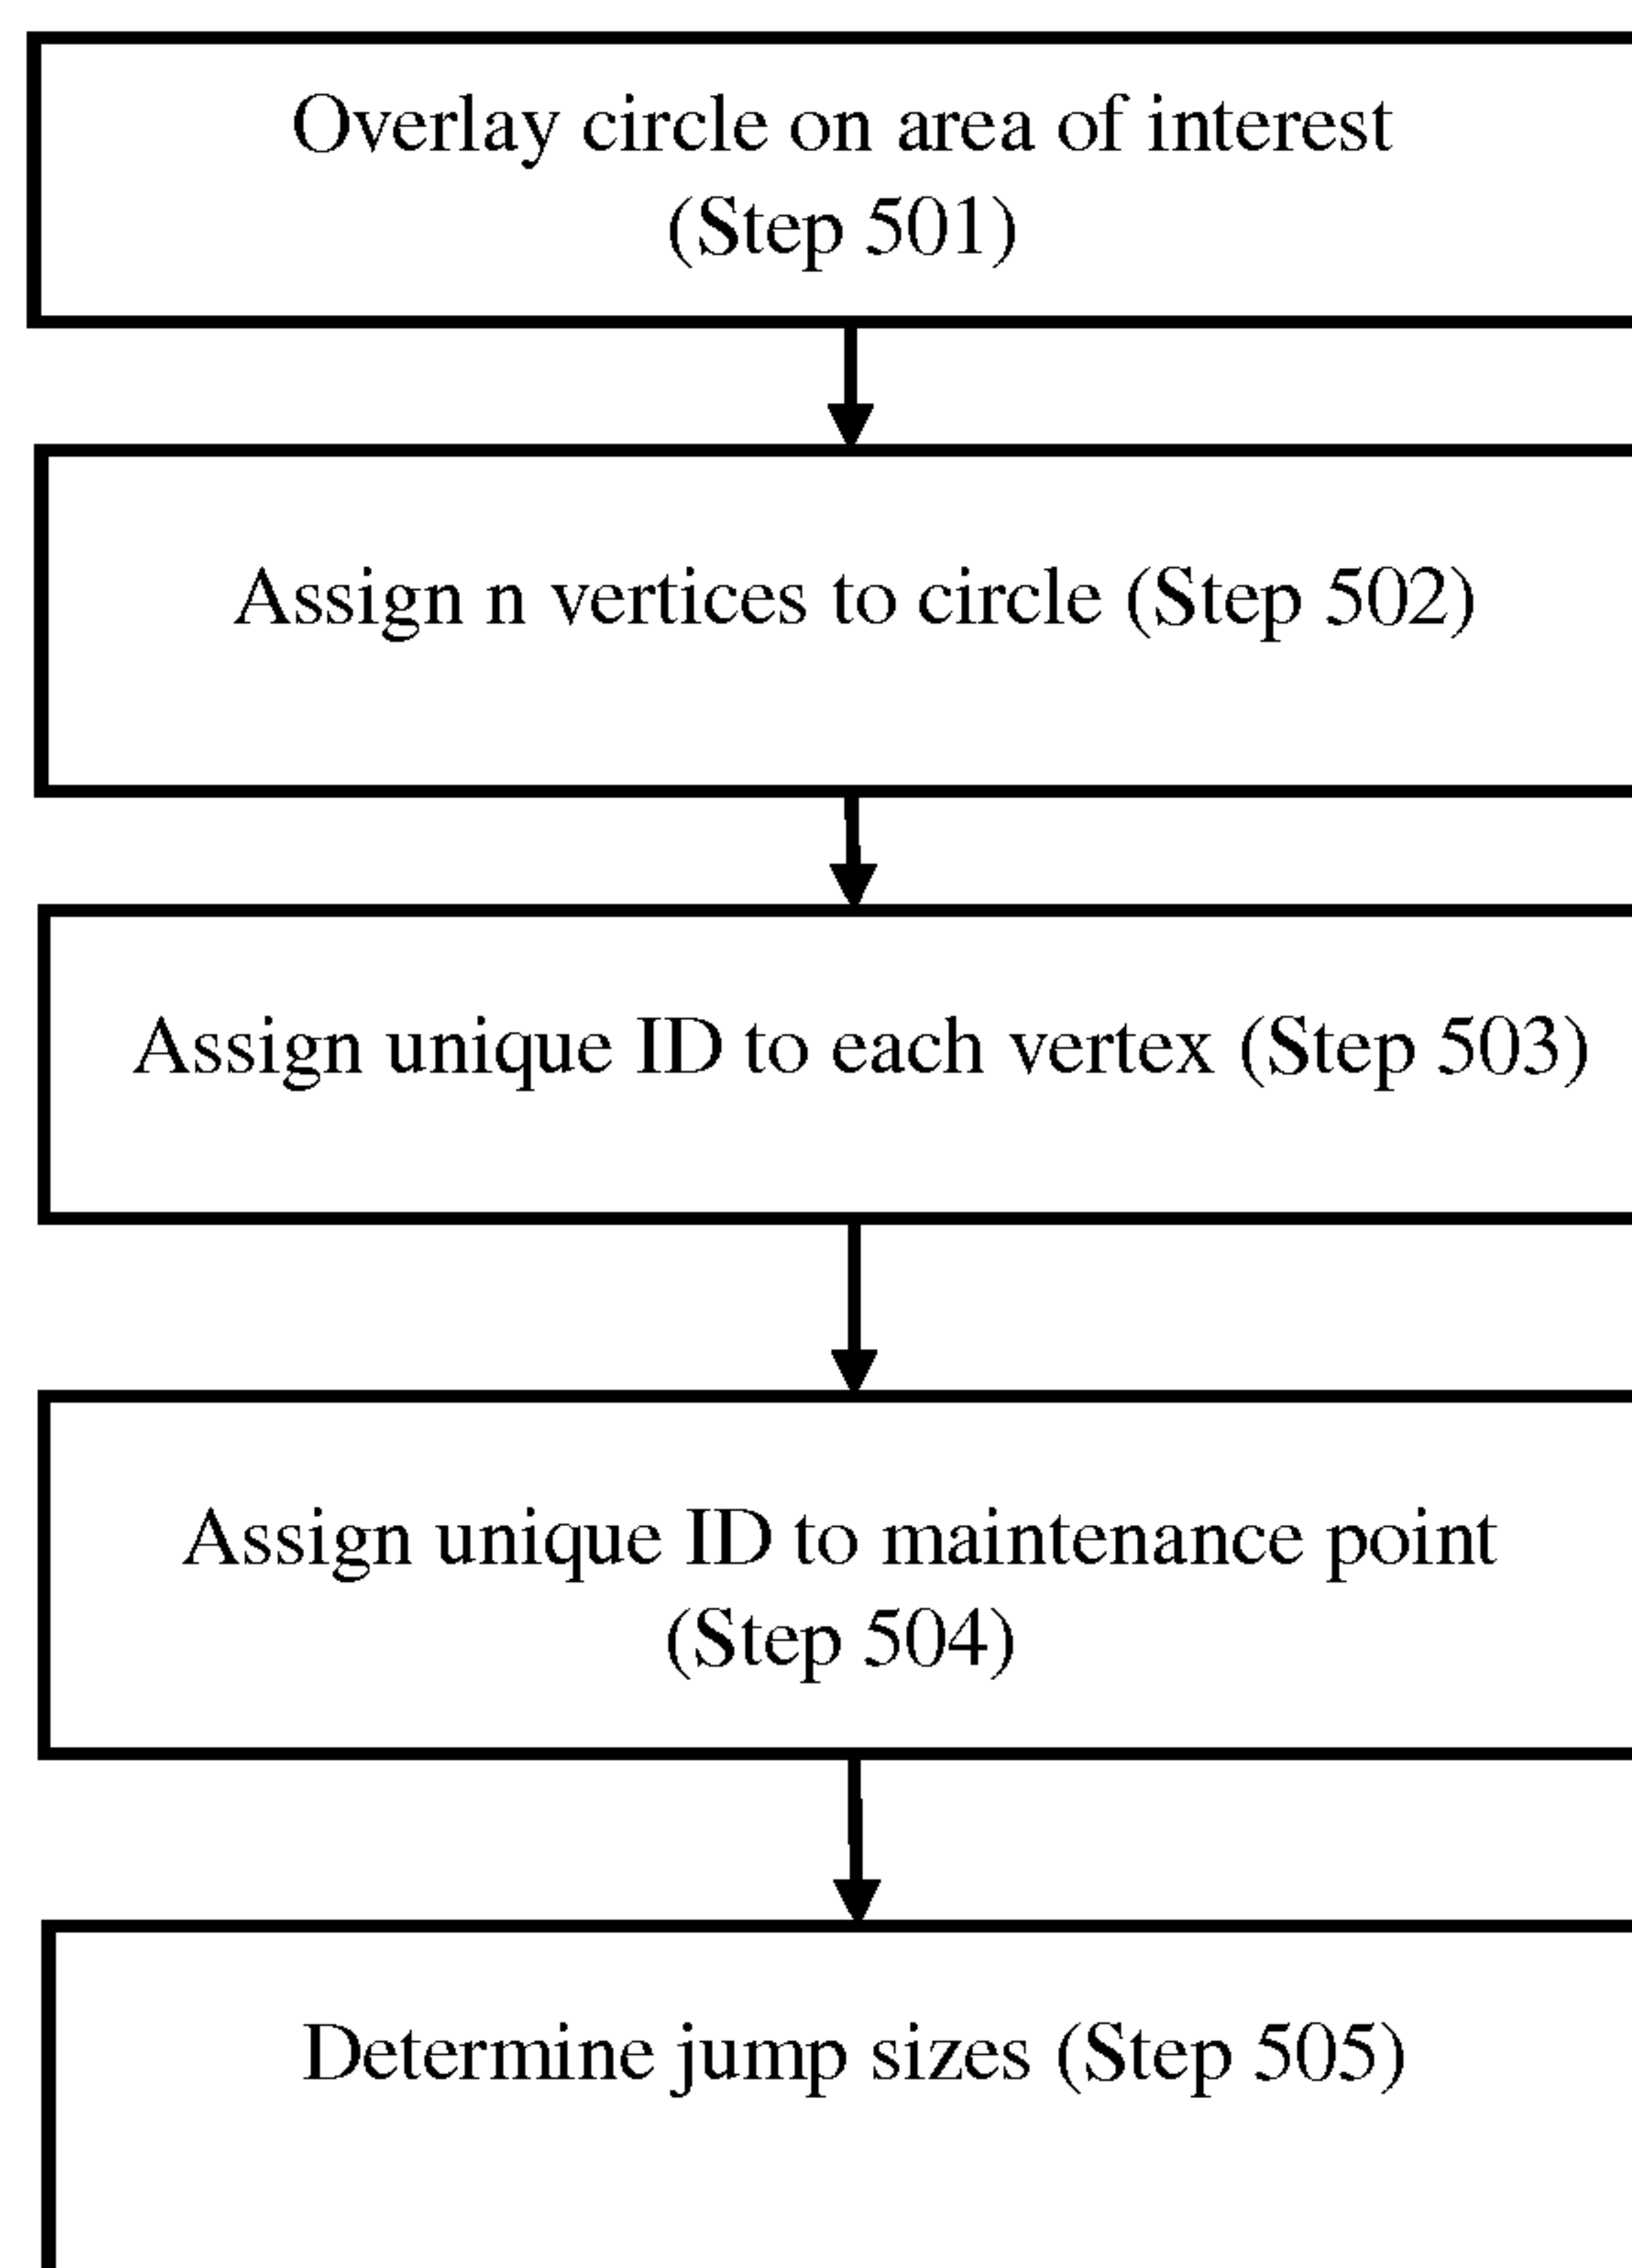 Overlay circle on area of interest
(Step 501)
Assign n vertices to circle (Step 502)
Assign unique ID to each vertex (Step 503)
Assign unique ID to maintenance point
(Step 504)
Determine jump sizes (Step 505)